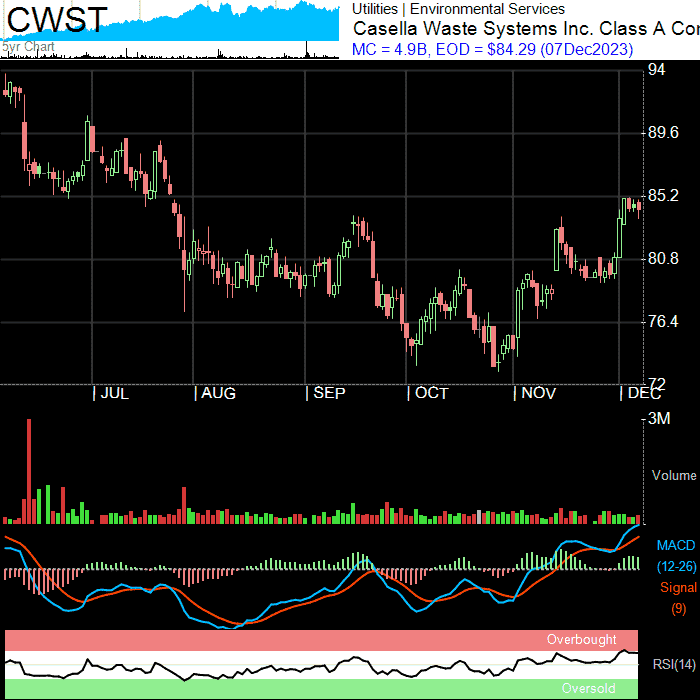 CWST
5yr Chart
Utilities | Environmental Services
Casella Waste Systems Inc. Class A Cor
MC = 4.9B, EOD = $84.29 (07Dec2023)
94
89.6
85.2
80.8
76.4
72
JUL
AUG
SEP
OCT
NOV
DEC
3M
Volume
MACD
(12-26)
Signal
(9)
Overbought
RSI(14)
Oversold